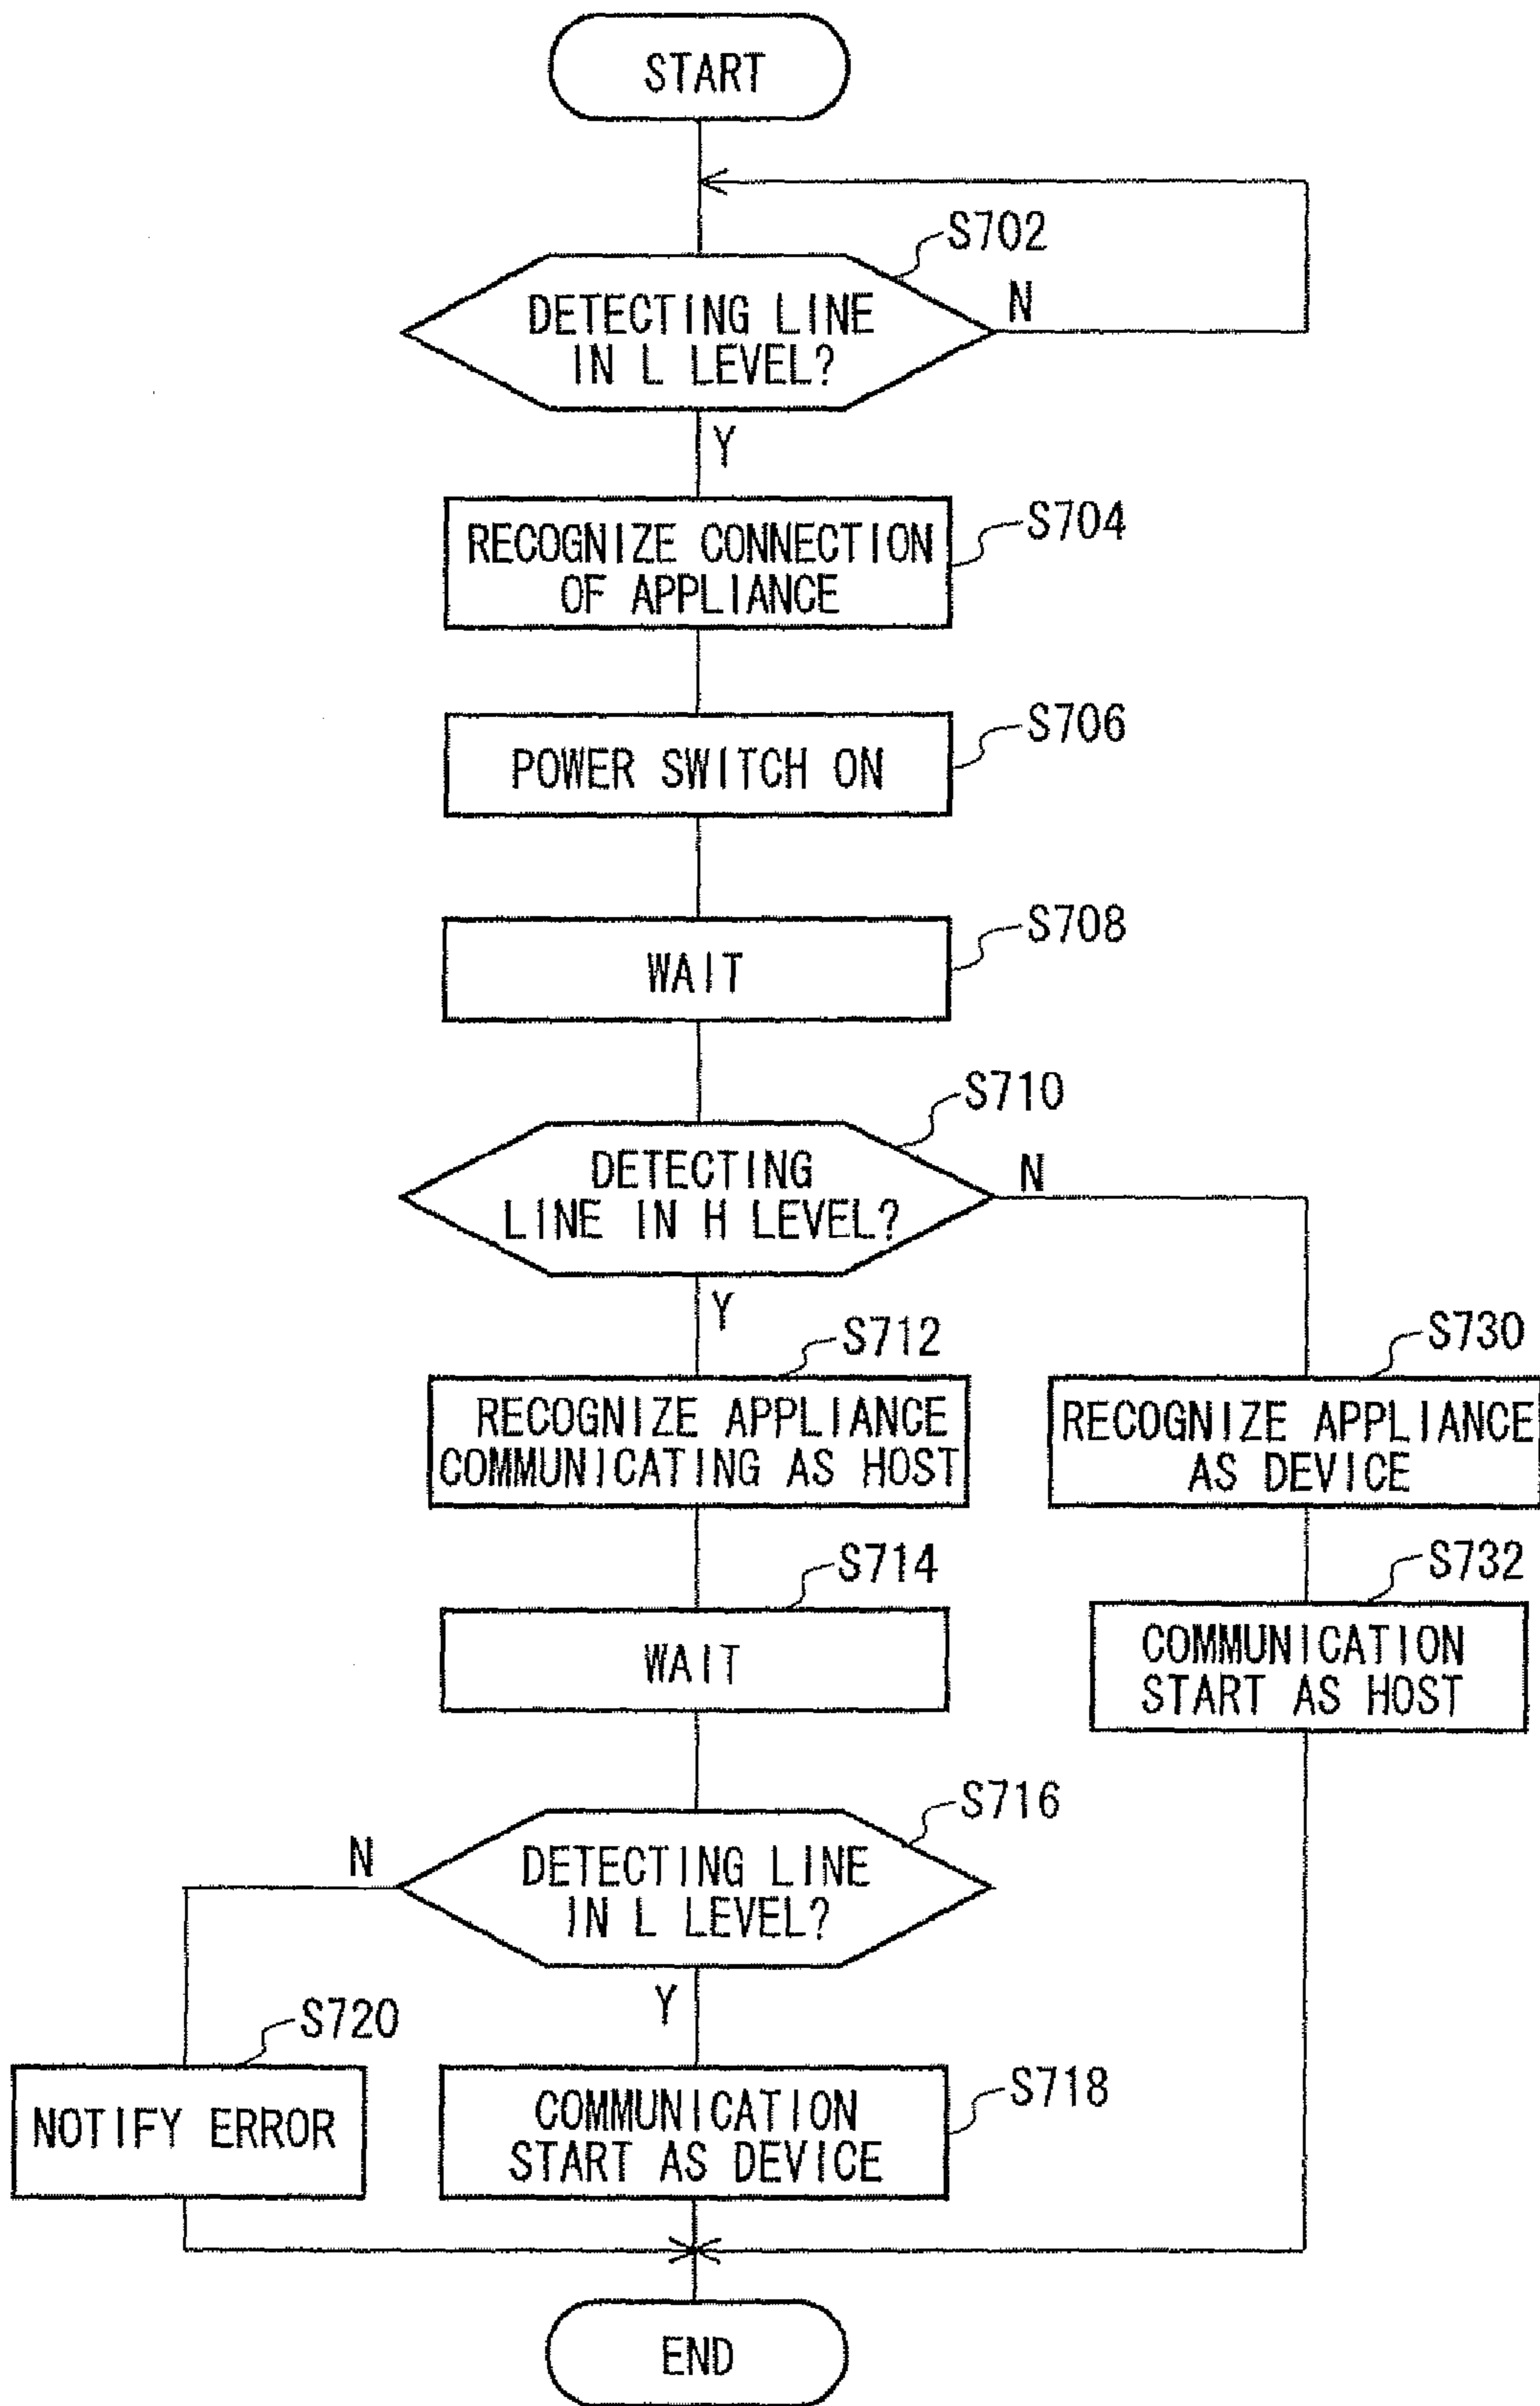 START
S702
DETECTING LINE
IN L LEVEL?
N
Y
S704
RECOGNIZE CONNECTION
OF APPLIANCE
S706
POWER SWITCH ON
S708
WAIT
S710
DETECTING
LINE IN H LEVEL?
N
Y
S712
RECOGNIZE APPLIANCE
COMMUNICATING AS HOST
S730
RECOGNIZE APPLIANCE
AS DEVICE
S714
WAIT
S732
COMMUNICATION
START AS HOST
S716
DETECTING LINE
IN L LEVEL?
N
Y
S720
NOTIFY ERROR
S718
COMMUNICATION
START AS DEVICE
END